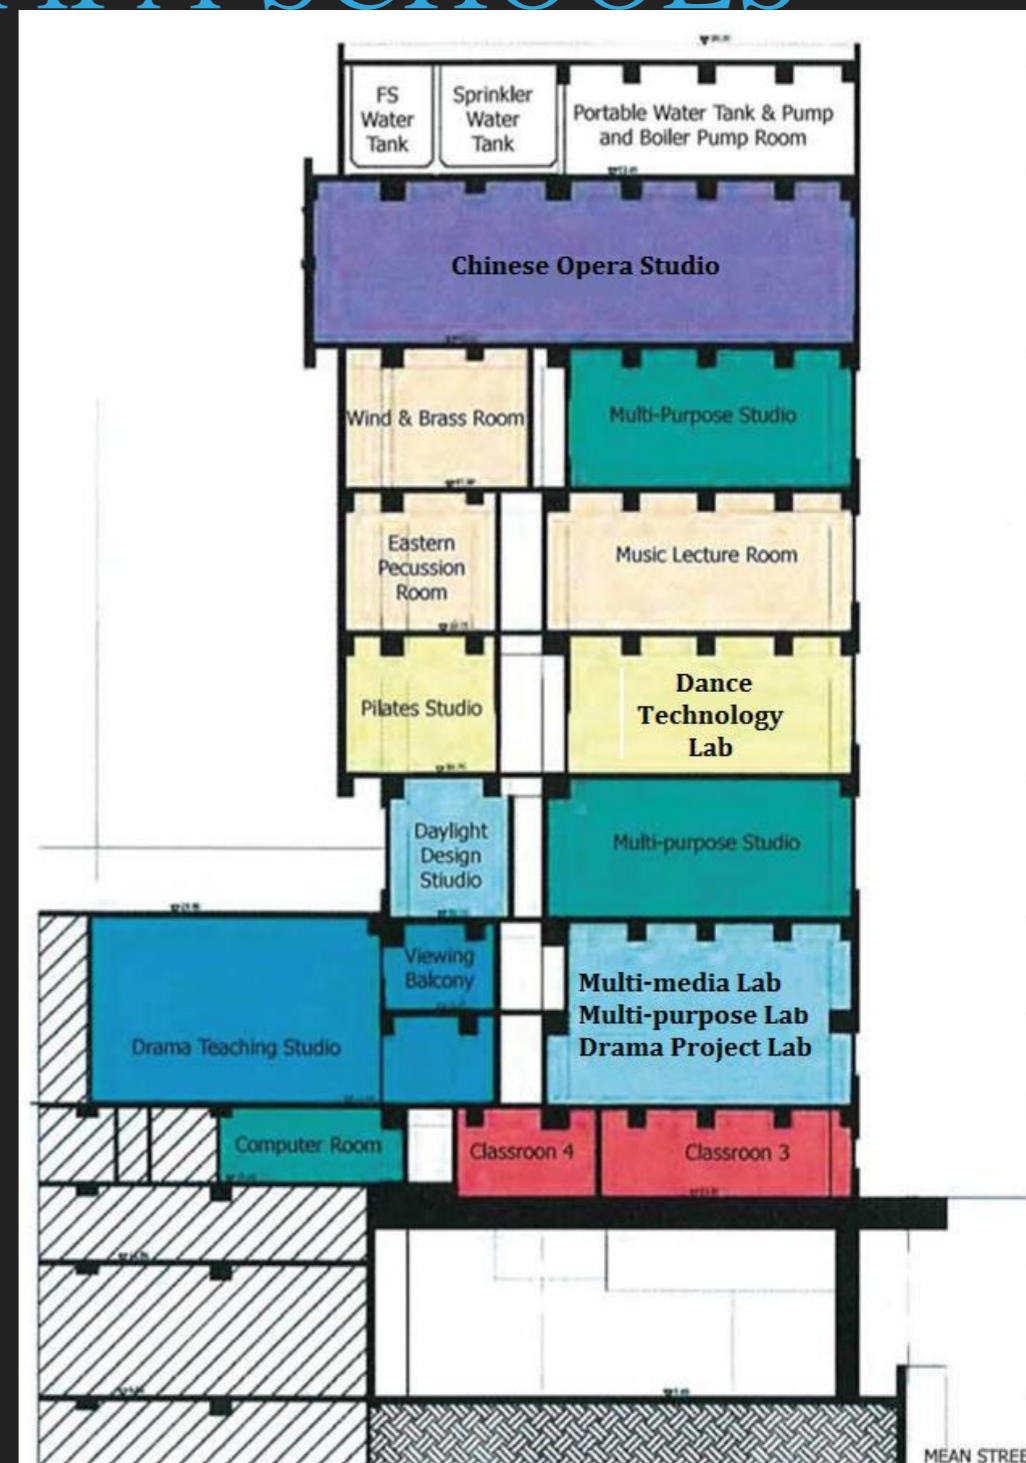 SCHOOLS
FS
Water
Tank
Sprinkler
Water
Tank
Portable Water Tank & Pump
and Boiler Pump Room
Chinese Opera Studio
Wind & Brass Room
Multi-Purpose Studio
Eastern
Pecussion
Room
Music Lecture Room
Pilates Studio
Dance
Technology
Lab
Daylight
Design
Stiudio
Multi-purpose Studio
Viewing
Balcony
Multi-media Lab
Multi-purpose Lab
Drama Project Lab
Drama Teaching Studio
Computer Room
Classroon 4
Classroon 3
MEAN STREE